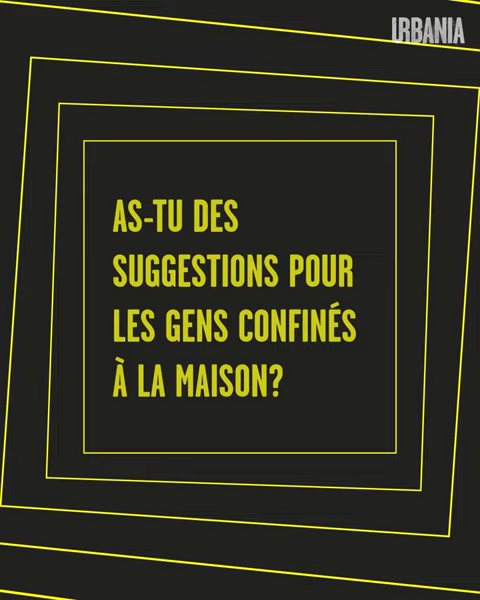 URBANIA
AS-TU DES
SUGGESTIONS POUR
LES GENS CONFINÉS
À LA MAISON?